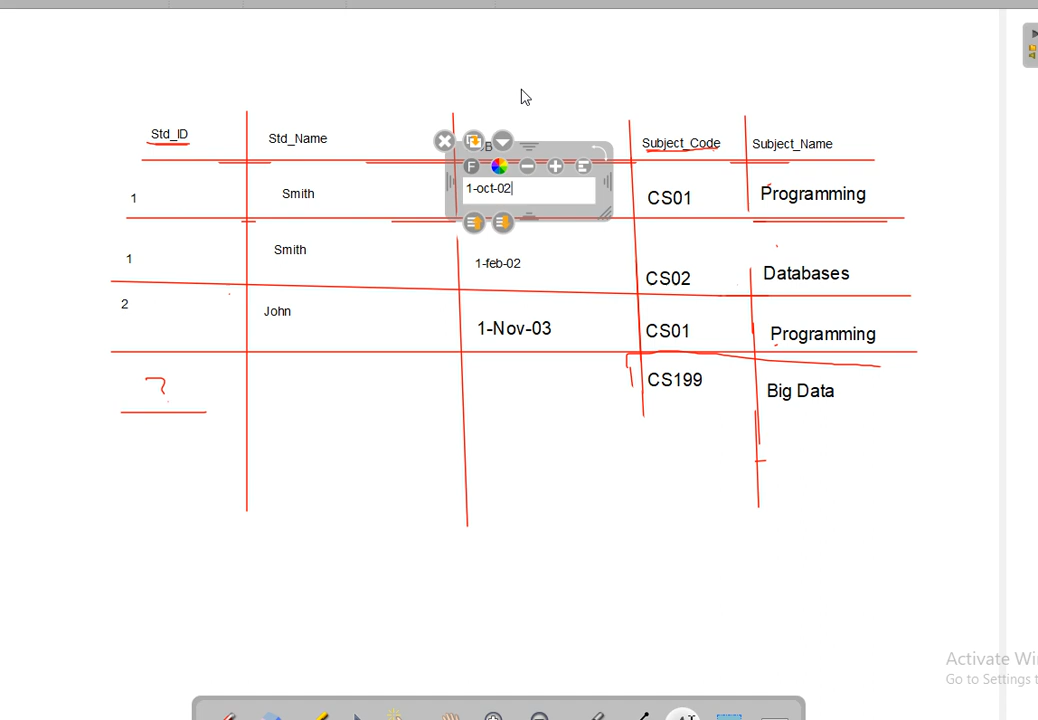 Std_ID Std_Name Subject_Code Subject_Name
1 Smith 1-oct-02 CS01 Programming
1 Smith 1-feb-02 CS02 Databases
2 John 1-Nov-03 CS01 Programming
? CS199 Big Data
Activate Wi
Go to Settings t